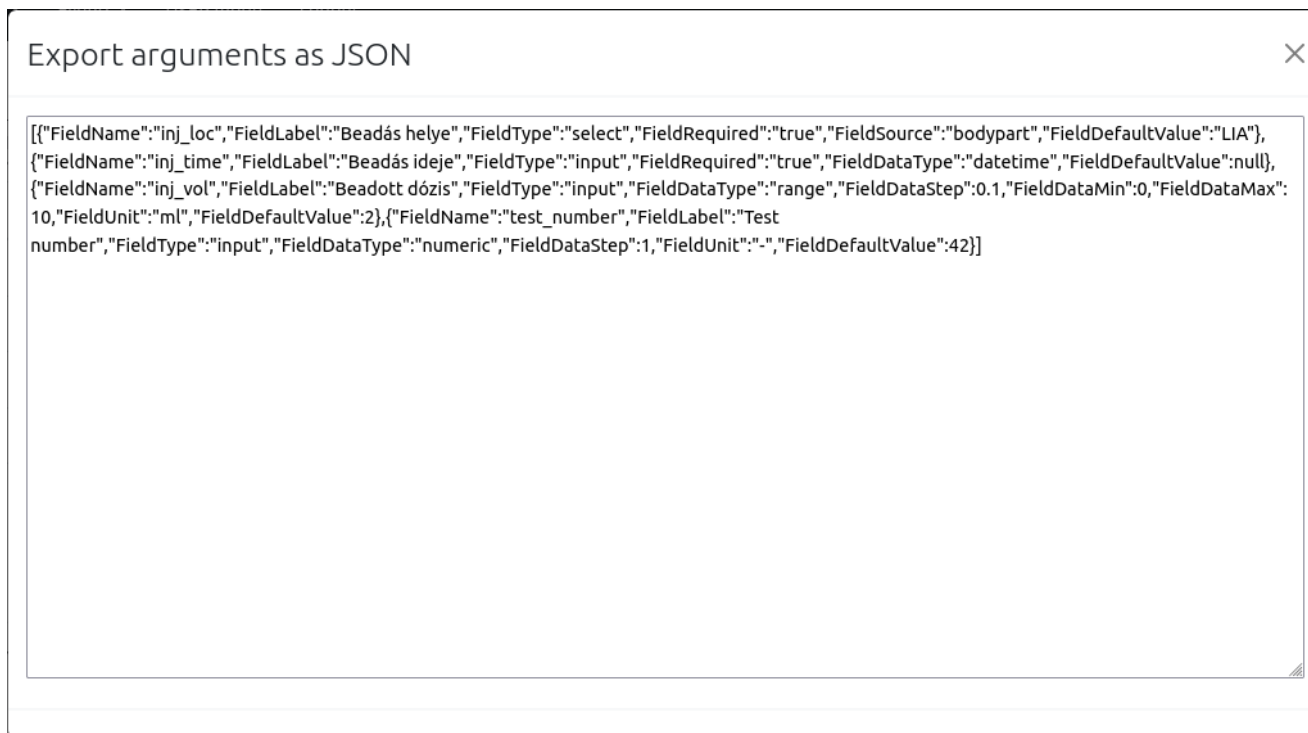 Export arguments as JSON
[{"FieldName":"inj_loc","FieldLabel":"Beadás helye","FieldType":"select","FieldRequired":"true","FieldSource":"bodypart","FieldDefaultValue":"LIA"},
{"FieldName":"inj_time","FieldLabel":"Beadás ideje","FieldType":"input","FieldRequired":"true","FieldDataType":"datetime","FieldDefaultValue":null},
{"FieldName":"inj_vol","FieldLabel":"Beadott dózis","FieldType":"input","FieldDataType":"range","FieldDataStep":0.1,"FieldDataMin":0,"FieldDataMax":
10,"FieldUnit":"ml","FieldDefaultValue":2},{"FieldName":"test_number","FieldLabel":"Test
number","FieldType":"input","FieldDataType":"numeric","FieldDataStep":1,"FieldUnit":"-","FieldDefaultValue":42}]